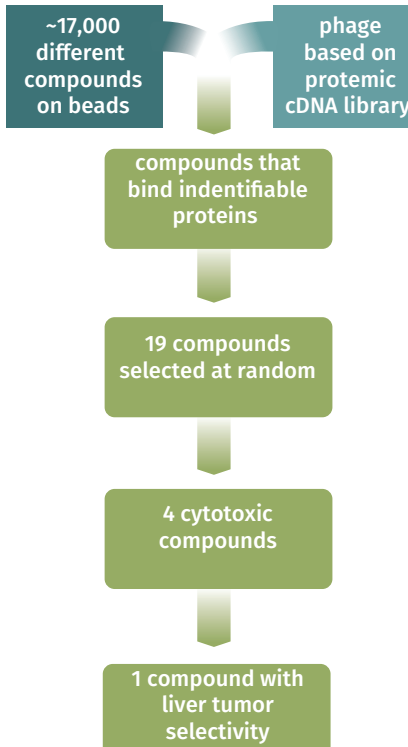 ~17,000
different
compounds
on beads
phage
based on
protemic
cDNA library
compounds that
bind indentifiable
proteins
19 compounds
selected at random
4 cytotoxic
compounds
1 compound with
liver tumor
selectivity